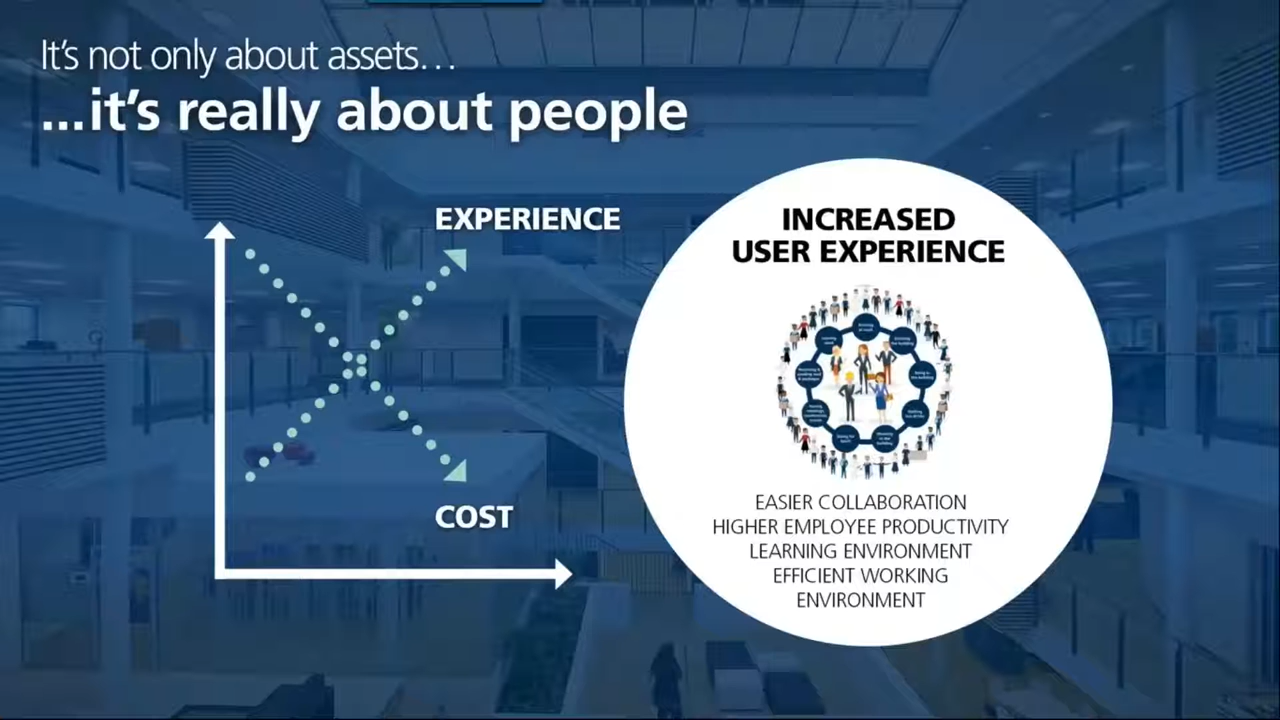 It's not only about assets...
...it's really about people
EXPERIENCE
COST
INCREASED
USER EXPERIENCE
EASIER COLLABORATION
HIGHER EMPLOYEE PRODUCTIVITY
LEARNING ENVIRONMENT
EFFICIENT WORKING
ENVIRONMENT